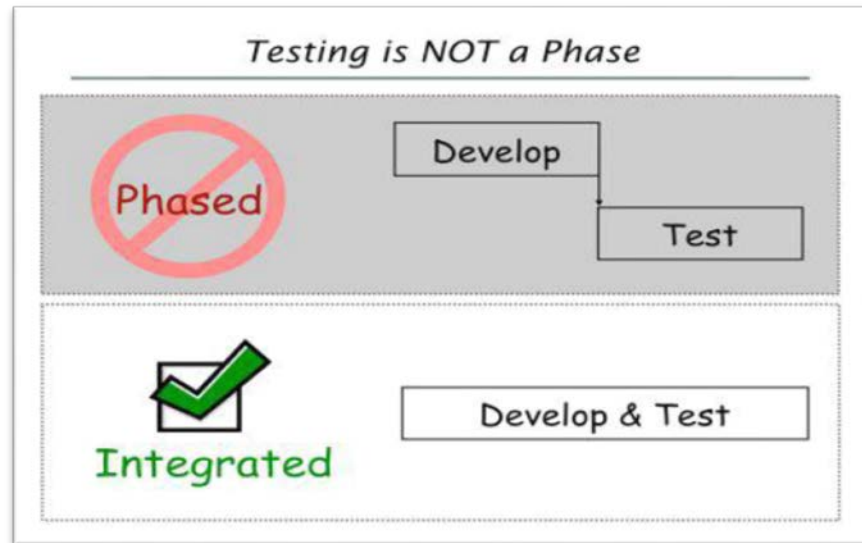 Testing is NOT a Phase
Phased
Develop
Test
Integrated
Develop & Test